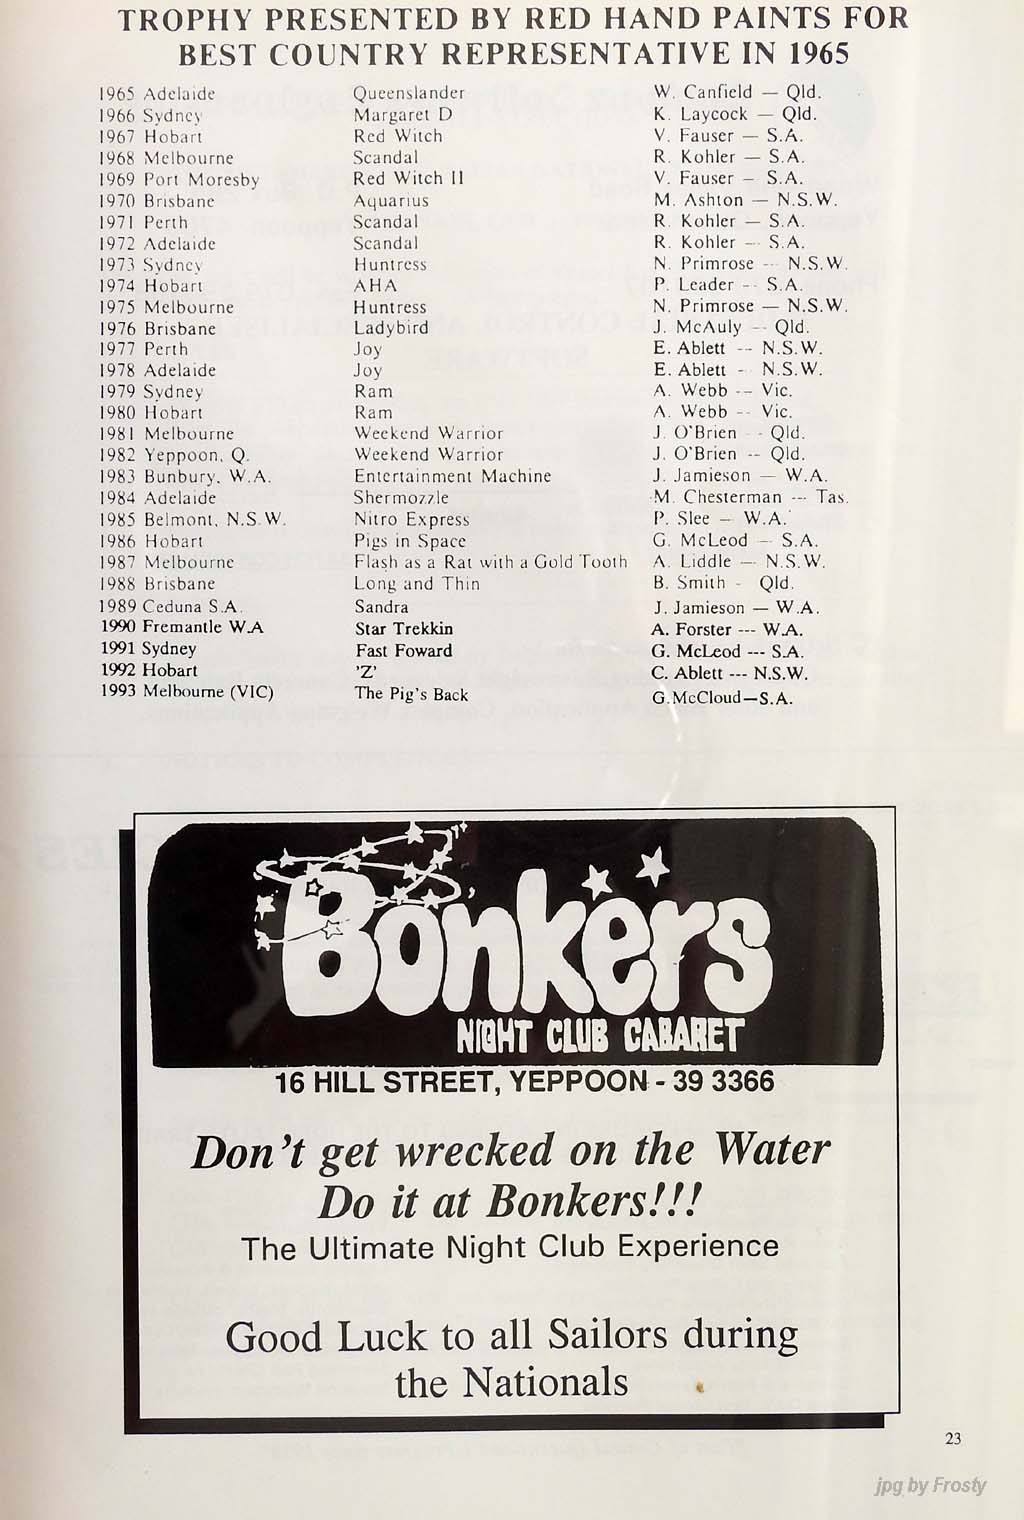 TROPHY PRESENTED BY RED HAND PAINTS FOR
BEST COUNTRY REPRESENTATIVE IN 1965
1965 Adelaide Queenslander W. Canfield — Qld.
1966 Sydney Margaret D K. Laycock — Qld.
1967 Hobart Red Witch V. Fauser — S.A.
1968 Melbourne Scandal R. Kohler — S.A.
1969 Port Moresby Red Witch II V. Fauser — S.A.
1970 Brisbane Aquarius M. Ashton — N.S.W.
1971 Perth Scandal R. Kohler — S.A.
1972 Adelaide Scandal R. Kohler — S.A.
1973 Sydney Huntress N. Primrose — N.S.W.
1974 Hobart AHA P. Leader — S.A.
1975 Melbourne Huntress N. Primrose — N.S.W.
1976 Brisbane Ladybird J. McAuly — Qld.
1977 Perth Joy E. Ablett — N.S.W.
1978 Adelaide Joy E. Ablett - N.S.W.
1979 Sydney Ram A. Webb — Vic.
1980 Hobart Ram A. Webb — Vic.
1981 Melbourne Weekend Warrior J. O'Brien - Qld.
1982 Yeppoon, Q. Weekend Warrior J. O'Brien — Qld.
1983 Bunbury, W.A. Entertainment Machine J. Jamieson — W.A.
1984 Adelaide Shermozzle M. Chesterman — Tas.
1985 Belmont, N.S.W. Nitro Express P. Slee — W.A.
1986 Hobart Pigs in Space G. McLeod — S.A.
1987 Melbourne Flash as a Rat with a Gold Tooth A. Liddle — N.S.W.
1988 Brisbane Long and Thin B. Smith - Qld.
1989 Ceduna S.A. Sandra J. Jamieson — W.A.
1990 Fremantle W.A Star Trekkin A. Forster --- W.A.
1991 Sydney Fast Foward G. McLeod --- S.A.
1992 Hobart 'Z' C. Ablett --- N.S.W.
1993 Melbourne (VIC) The Pig's Back G.McCloud—S.A.
Bonkers
NIGHT CLUB CABARET
16 HILL STREET, YEPPOON - 39 3366
Don't get wrecked on the Water
Do it at Bonkers!!!
The Ultimate Night Club Experience
Good Luck to all Sailors during
the Nationals
23
jpg by Frosty